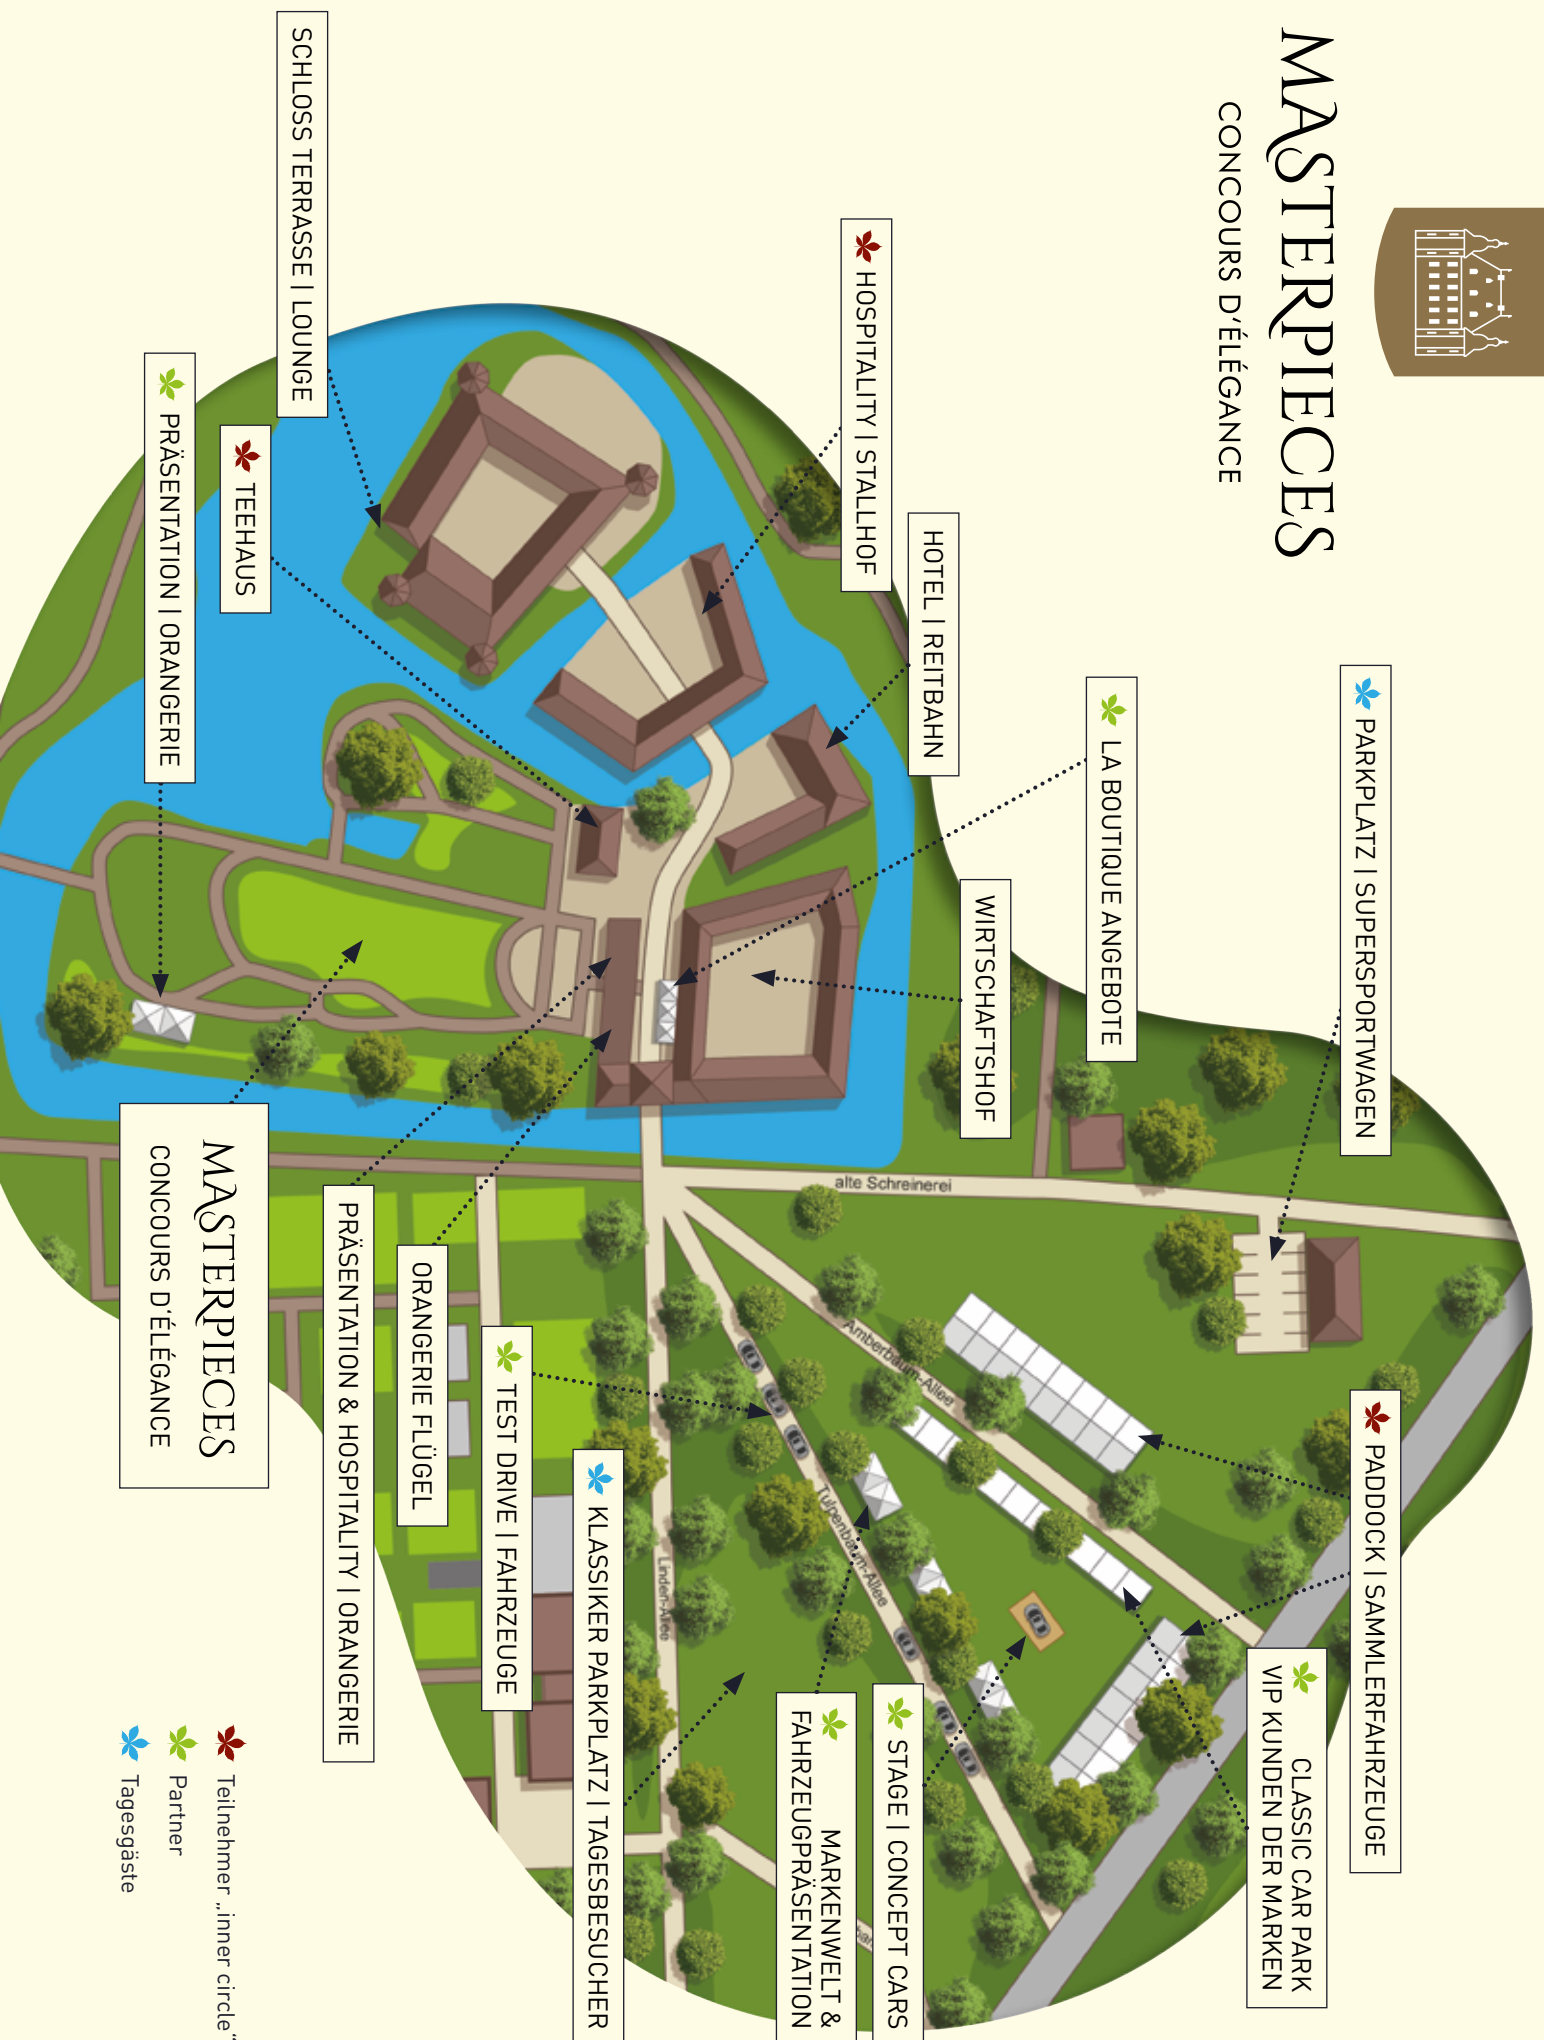 MASTERPIECES
CONCOURS D'ÉLÉGANCE
PARKPLATZ | SUPERSPORTWAGEN
PADDOCK | SAMMLERFAHRZEUGE
CLASSIC CAR PARK
VIP KUNDEN DER MARKEN
LA BOUTIQUE ANGEBOTE
WIRTSCHAFTSHOF
HOTEL | REITBAHN
HOSPITALITY | STALLHOF
STAGE | CONCEPT CARS
MARKENWELT &
FAHRZEUGPRÄSENTATION
alte Schreinerei
Amberbaum-Allee
Tulpenbaum-Allee
Linden-Allee
KLASSIKER PARKPLATZ | TAGESBESUCHER
TEST DRIVE | FAHRZEUGE
ORANGERIE FLÜGEL
PRÄSENTATION & HOSPITALITY | ORANGERIE
SCHLOSS TERRASSE | LOUNGE
TEEHAUS
PRÄSENTATION | ORANGERIE
MASTERPIECES
CONCOURS D'ÉLÉGANCE
Teilnehmer „inner circle“
Partner
Tagesgäste